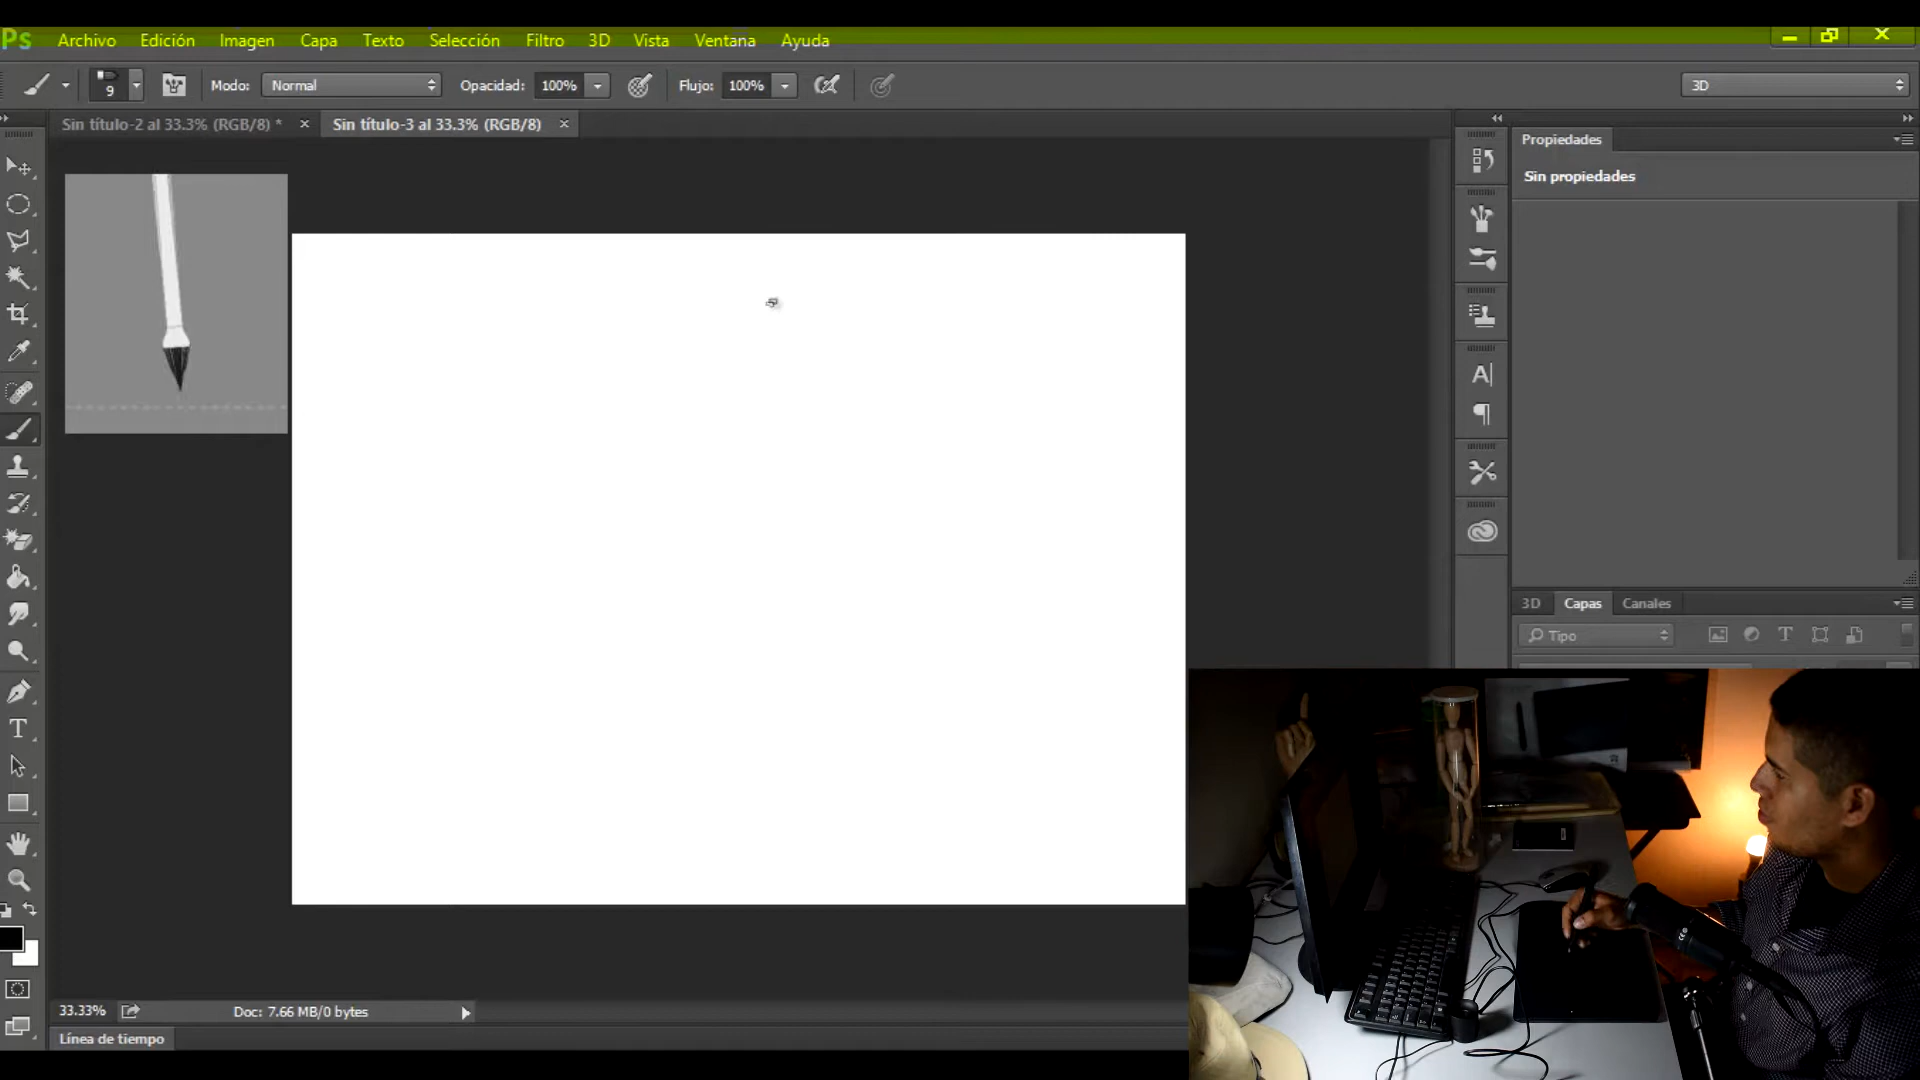 Ps Archivo Edición Imagen Capa Texto Selección Filtro 3D Vista Ventana Ayuda
9 Modo: Normal Opacidad: 100% Flujo: 100% 3D
Sin título-2 al 33.3% (RGB/8) * Sin título-3 al 33.3% (RGB/8)
Propiedades
Sin propiedades
3D Capas Canales
Tipo
33.33% Doc: 7.66 MB/0 bytes
Línea de tiempo